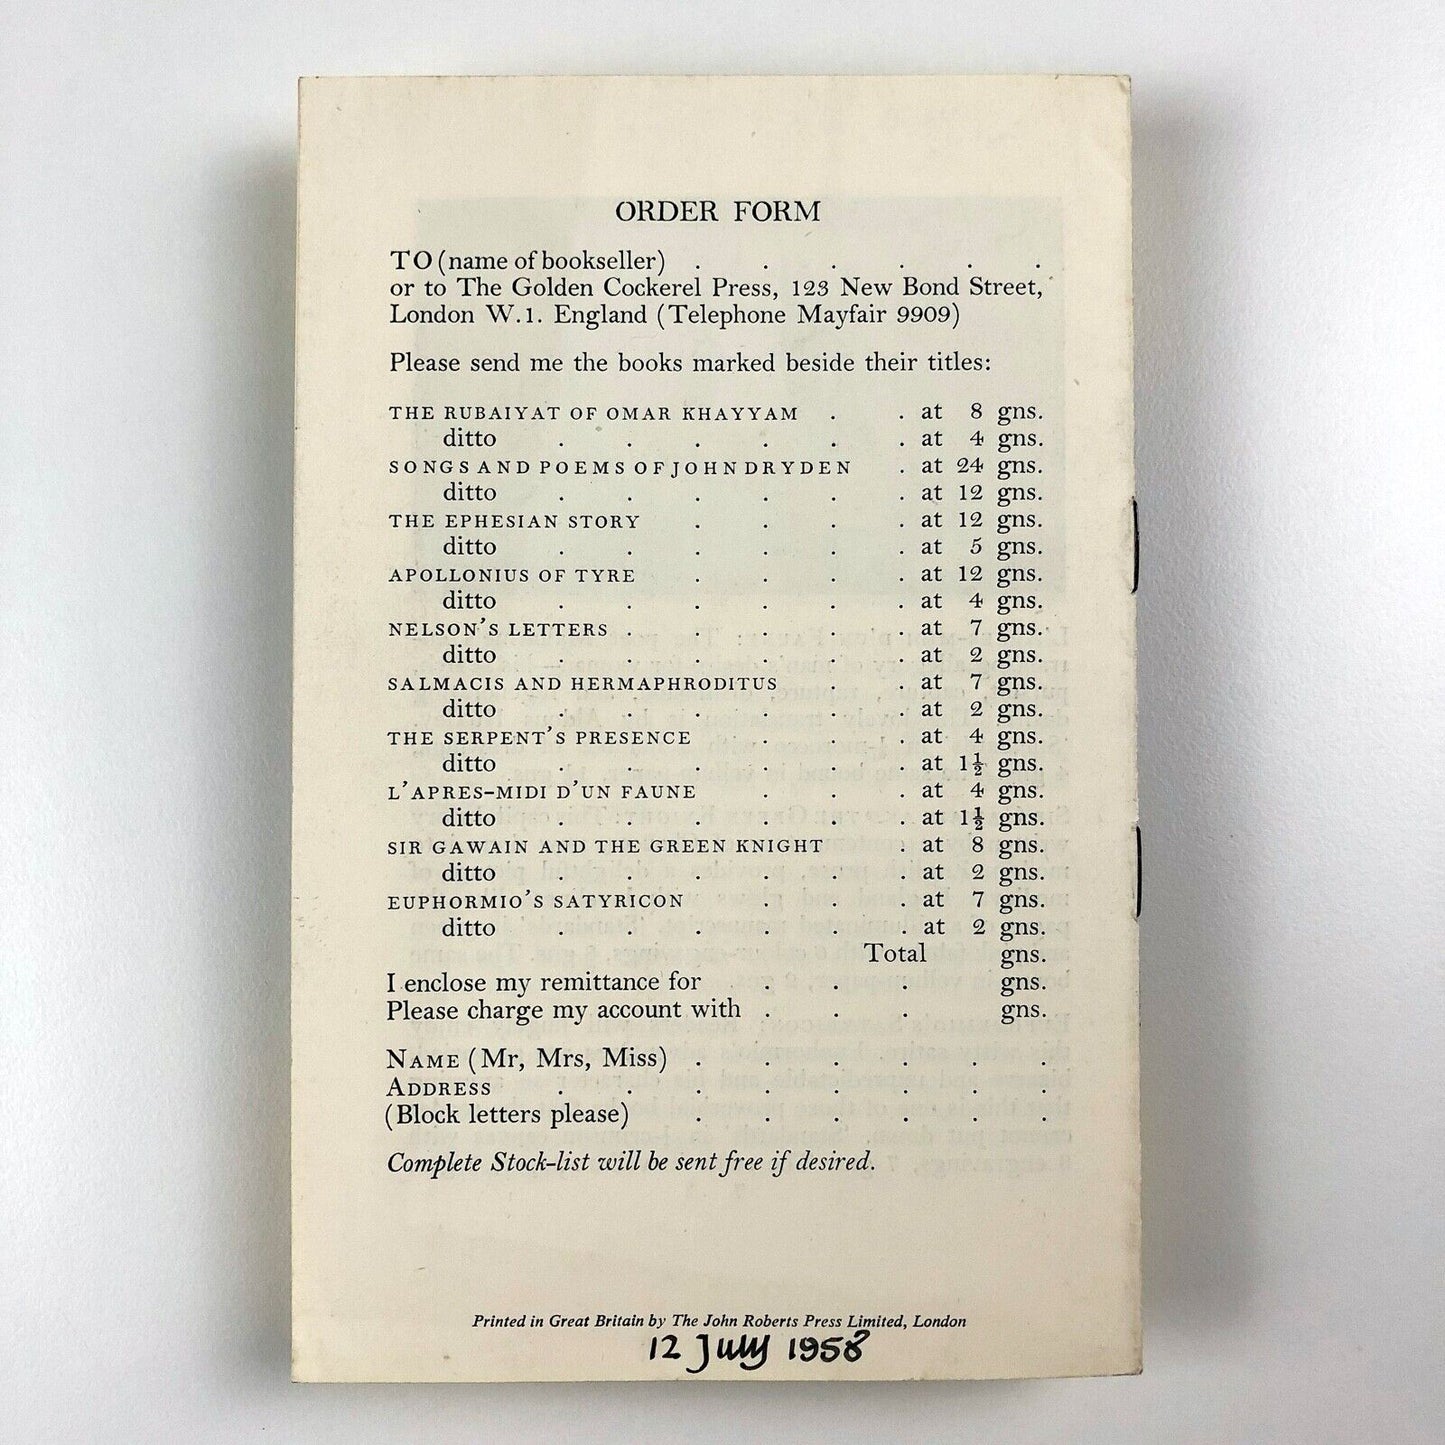 ORDER FORM
TO (name of bookseller) . . . . . .
or to The Golden Cockerel Press, 123 New Bond Street,
London W.1. England (Telephone Mayfair 9909)
Please send me the books marked beside their titles:
THE RUBAIYAT OF OMAR KHAYYAM . . at 8 gns.
ditto . . . . . . at 4 gns.
SONGS AND POEMS OF JOHN DRYDEN . at 24 gns.
ditto . . . . . . at 12 gns.
THE EPHESIAN STORY . . . . at 12 gns.
ditto . . . . . . at 5 gns.
APOLLONIUS OF TYRE . . . . at 12 gns.
ditto . . . . . . at 4 gns.
NELSON'S LETTERS . . . . . at 7 gns.
ditto . . . . . . at 2 gns.
SALMACIS AND HERMAPHRODITUS . . at 7 gns.
ditto . . . . . . at 2 gns.
THE SERPENT'S PRESENCE . . . at 4 gns.
ditto . . . . . . at 1½ gns.
L'APRES-MIDI D'UN FAUNE . . . at 4 gns.
ditto . . . . . . at 1½ gns.
SIR GAWAIN AND THE GREEN KNIGHT . at 8 gns.
ditto . . . . . . at 2 gns.
EUPHORMIO'S SATYRICON . . . at 7 gns.
ditto . . . . . . at 2 gns.
Total gns.
I enclose my remittance for . . . gns.
Please charge my account with . . . gns.
NAME (Mr, Mrs, Miss) . . . . . .
ADDRESS . . . . . . . .
(Block letters please) . . . . . .
Complete Stock-list will be sent free if desired.
Printed in Great Britain by The John Roberts Press Limited, London
12 July 1958